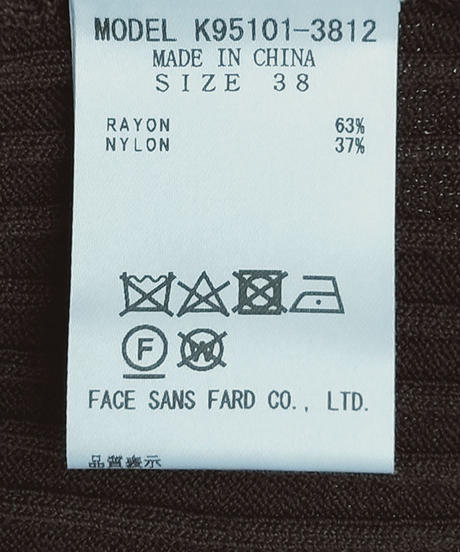 MODEL K95101-3812
MADE IN CHINA
SIZE 38
RAYON 63%
NYLON 37%
F W
FACE SANS FARD CO., LTD.
品質表示